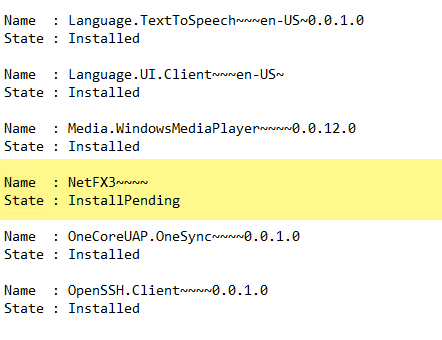 Name  : Language.TextToSpeech~~~en-US~0.0.1.0
State : Installed
Name  : Language.UI.Client~~~en-US~
State : Installed
Name  : Media.WindowsMediaPlayer~~~~0.0.12.0
State : Installed
Name  : NetFX3~~~~
State : InstallPending
Name  : OneCoreUAP.OneSync~~~~0.0.1.0
State : Installed
Name  : OpenSSH.Client~~~~0.0.1.0
State : Installed